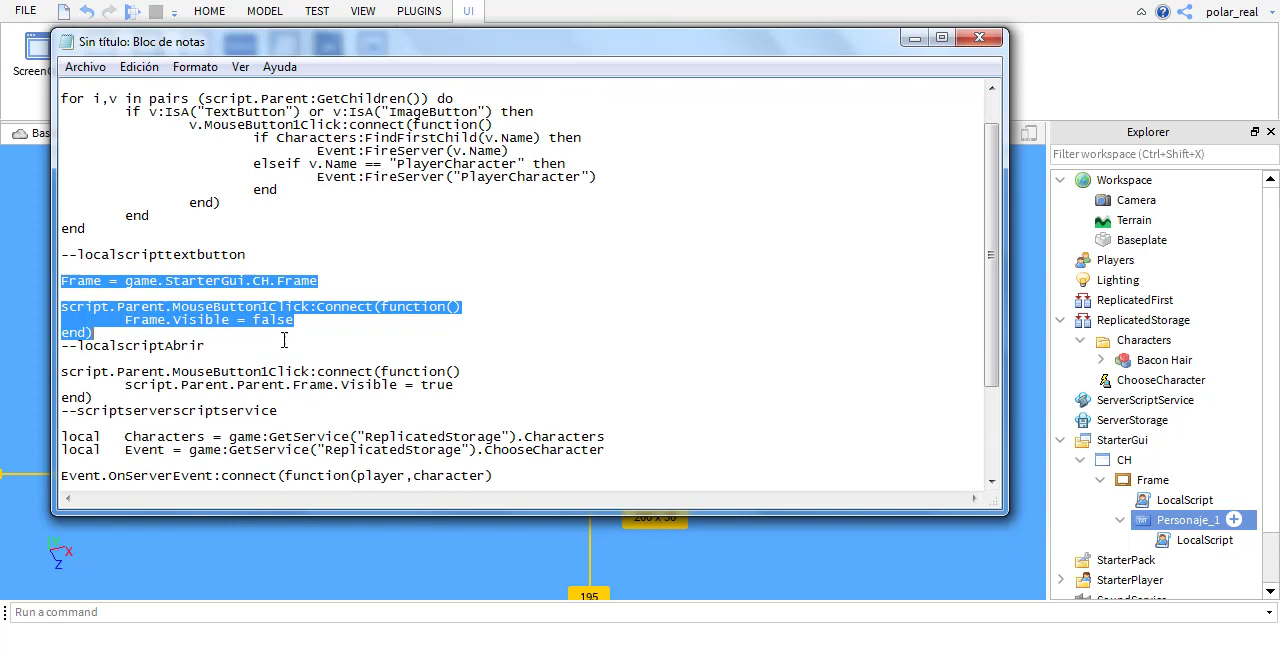 FILE HOME MODEL TEST VIEW PLUGINS UI polar_real
Sin título: Bloc de notas
Archivo Edición Formato Ver Ayuda
for i,v in pairs (script.Parent:GetChildren()) do
if v:IsA("TextButton") or v:IsA("ImageButton") then
v.MouseButton1Click:connect(function()
if Characters:FindFirstChild(v.Name) then
Event:FireServer(v.Name)
elseif v.Name == "PlayerCharacter" then
Event:FireServer("PlayerCharacter")
end
end)
end
end
--localscripttextbutton
Frame = game.StarterGui.CH.Frame
script.Parent.MouseButton1Click:Connect(function()
Frame.Visible = false
end)
--localscriptAbrir
script.Parent.MouseButton1Click:connect(function()
script.Parent.Parent.Frame.Visible = true
end)
--scriptserverscriptservice
local Characters = game:GetService("ReplicatedStorage").Characters
local Event = game:GetService("ReplicatedStorage").ChooseCharacter
Event.OnServerEvent:connect(function(player,character)
X
Y
Z
195
Explorer
Filter workspace (Ctrl+Shift+X)
Workspace
Camera
Terrain
Baseplate
Players
Lighting
ReplicatedFirst
ReplicatedStorage
Characters
Bacon Hair
ChooseCharacter
ServerScriptService
ServerStorage
StarterGui
CH
Frame
LocalScript
Personaje_1
LocalScript
StarterPack
StarterPlayer
Run a command